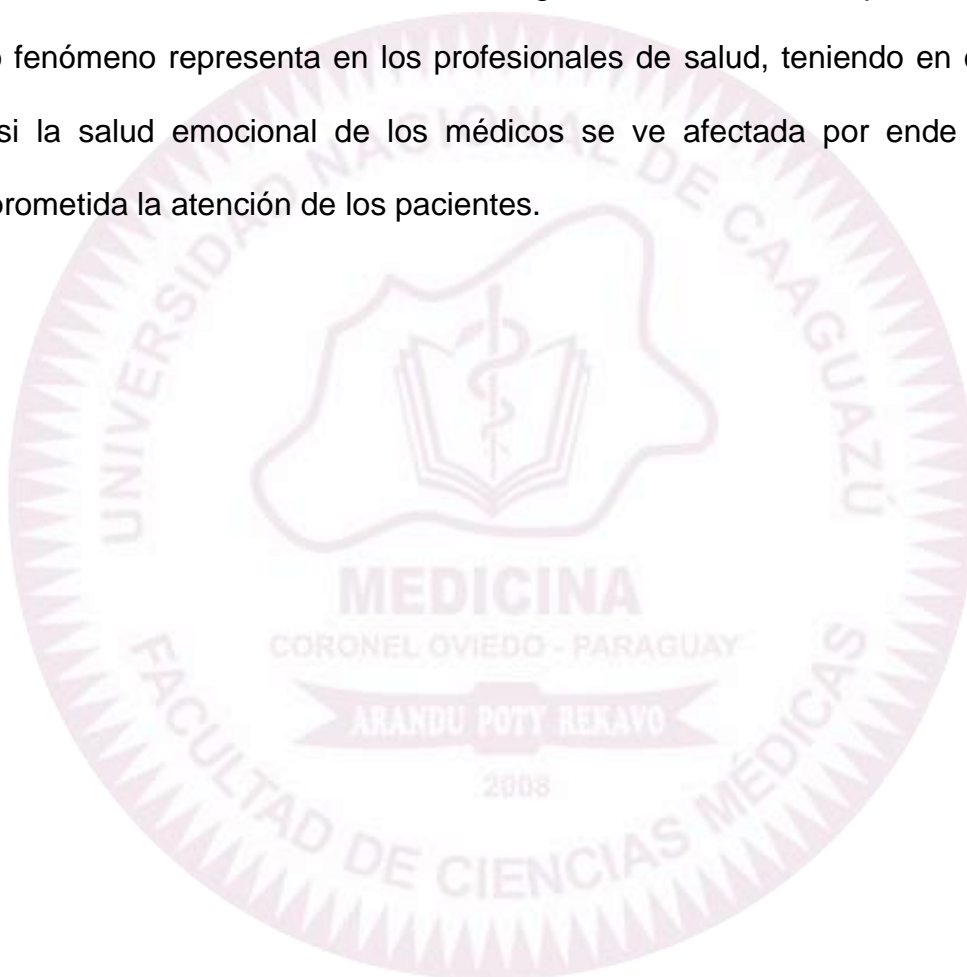 fenómeno representa en los profesionales de salud, teniendo en
si la salud emocional de los médicos se ve afectada por ende
prometida la atención de los pacientes.
UNIVERSIDAD NACIONAL DE CAAGUAZÚ
MEDICINA
CORONEL OVIEDO - PARAGUAY
ARANDU POTY REKAVO
2008
FACULTAD DE CIENCIAS MÉDICAS